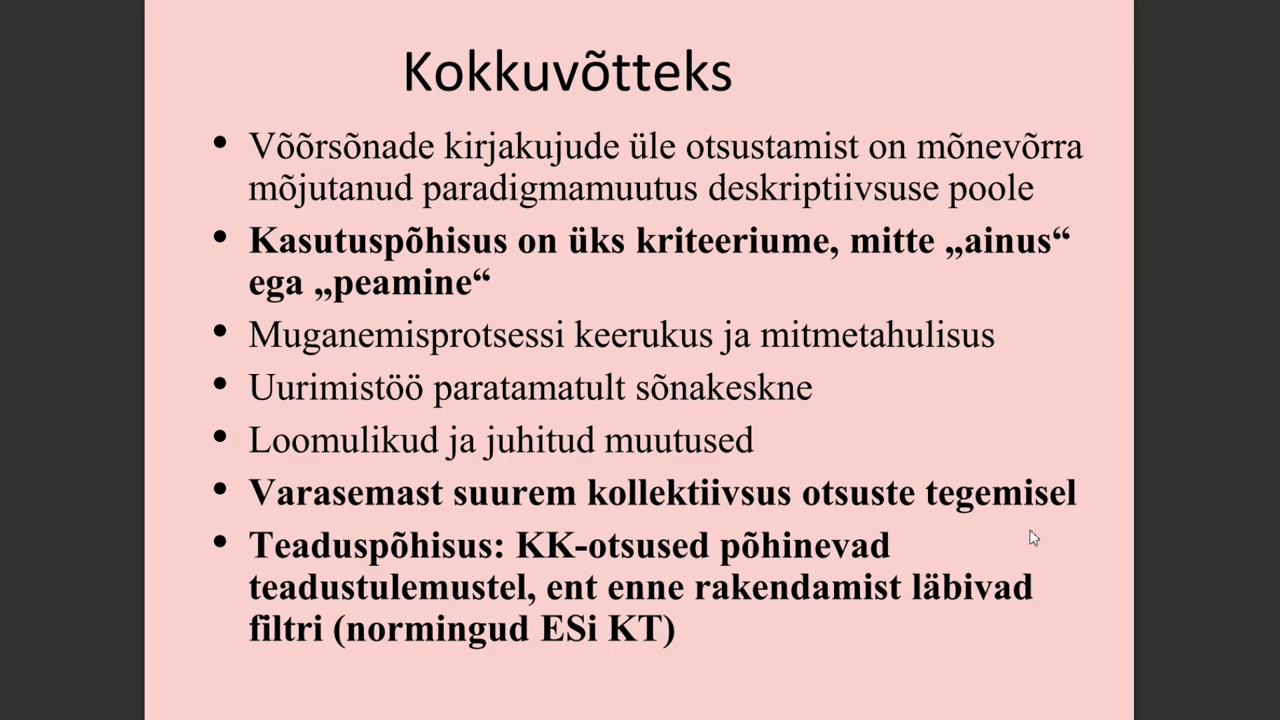 Kokkuvõtteks
• Võõrsõnade kirjakujude üle otsustamist on mõnevõrra
mõjutanud paradigmamuutus deskriptiivsuse poole
• Kasutuspõhisus on üks kriteeriume, mitte „ainus“
ega „peamine“
• Muganemisprotsessi keerukus ja mitmetahulisus
• Uurimistöö paratamatult sõnakeskne
• Loomulikud ja juhitud muutused
• Varasemast suurem kollektiivsus otsuste tegemisel
• Teaduspõhisus: KK-otsused põhinevad
teadustulemustel, ent enne rakendamist läbivad
filtri (normingud ESi KT)